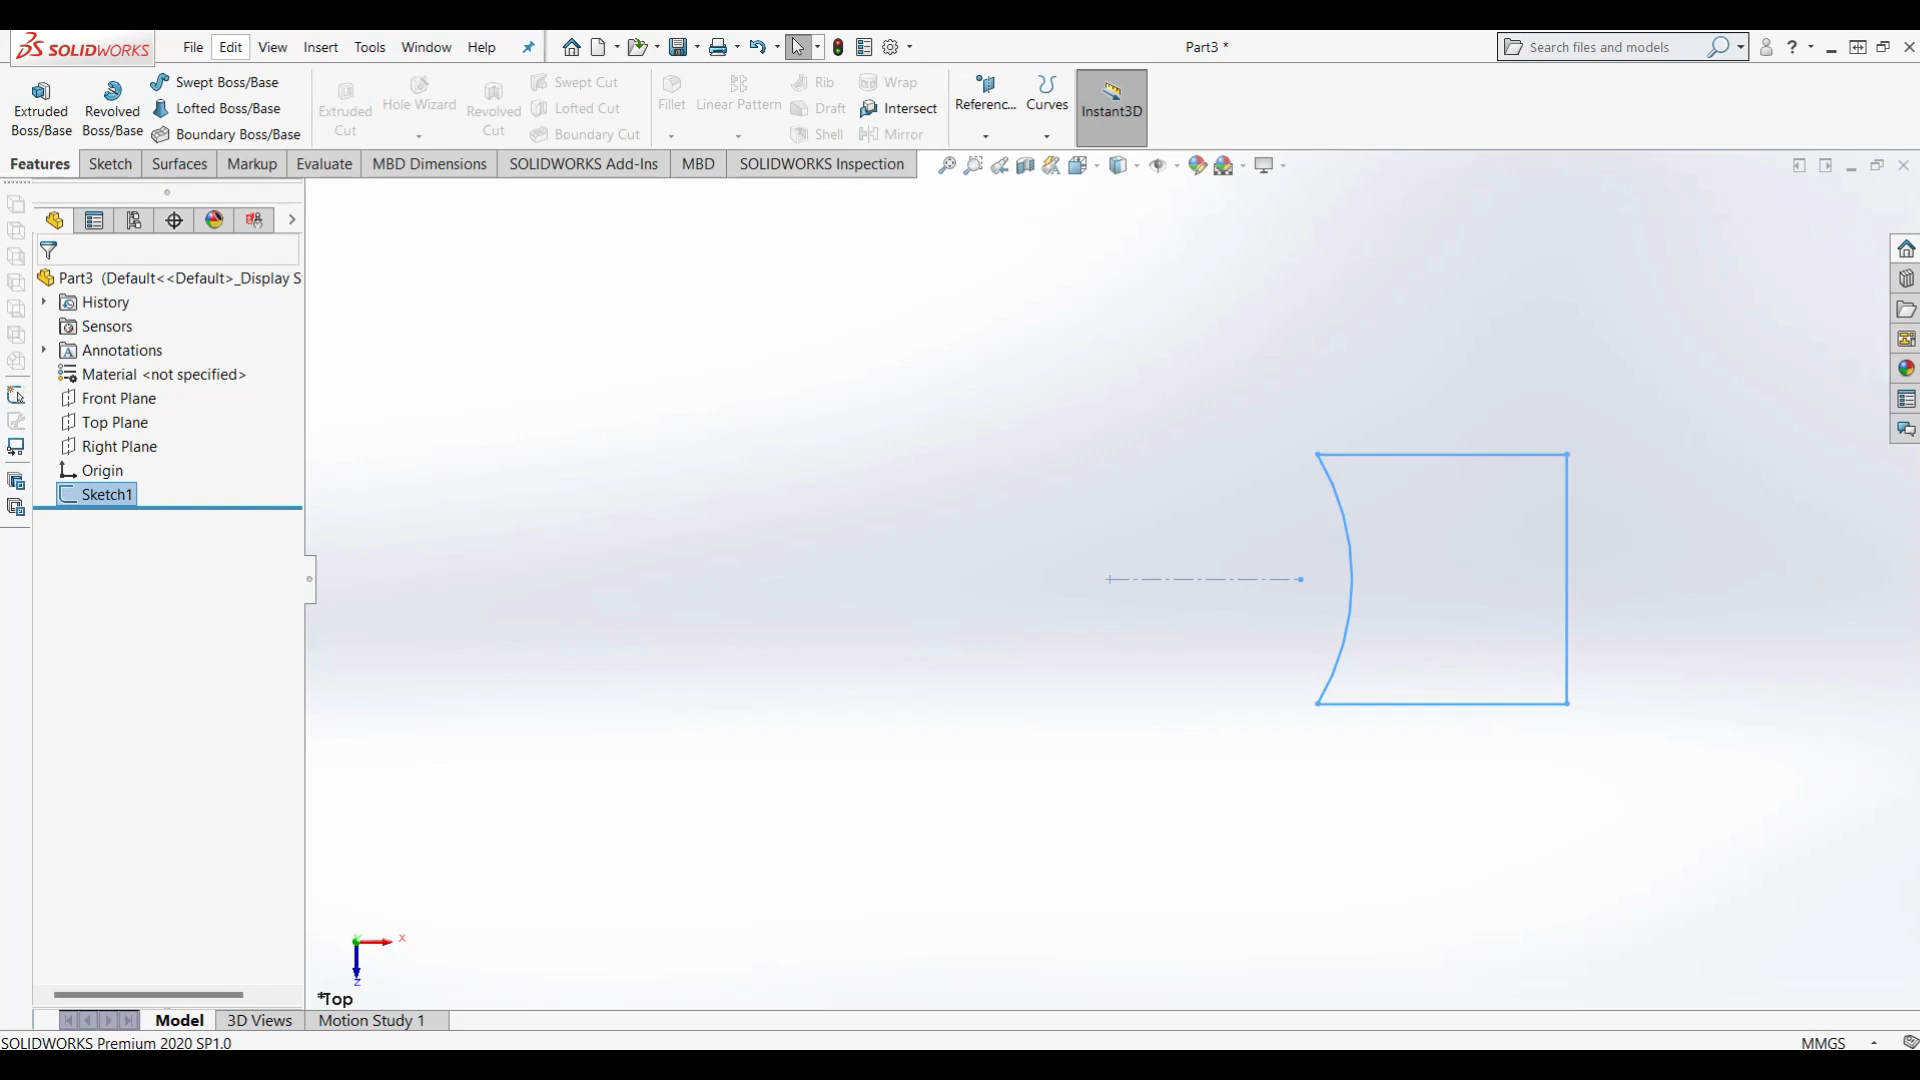 SOLIDWORKS File Edit View Insert Tools Window Help Part3 * Search files and models
Extruded Boss/Base
Revolved Boss/Base
Swept Boss/Base
Lofted Boss/Base
Boundary Boss/Base
Extruded Cut
Hole Wizard
Revolved Cut
Swept Cut
Lofted Cut
Boundary Cut
Fillet
Linear Pattern
Rib
Draft
Shell
Wrap
Intersect
Mirror
Referenc...
Curves
Instant3D
Features Sketch Surfaces Markup Evaluate MBD Dimensions SOLIDWORKS Add-Ins MBD SOLIDWORKS Inspection
Part3 (Default<<Default>_Display S
History
Sensors
Annotations
Material <not specified>
Front Plane
Top Plane
Right Plane
Origin
Sketch1
Y
X
Z
*Top
Model 3D Views Motion Study 1
SOLIDWORKS Premium 2020 SP1.0 MMGS